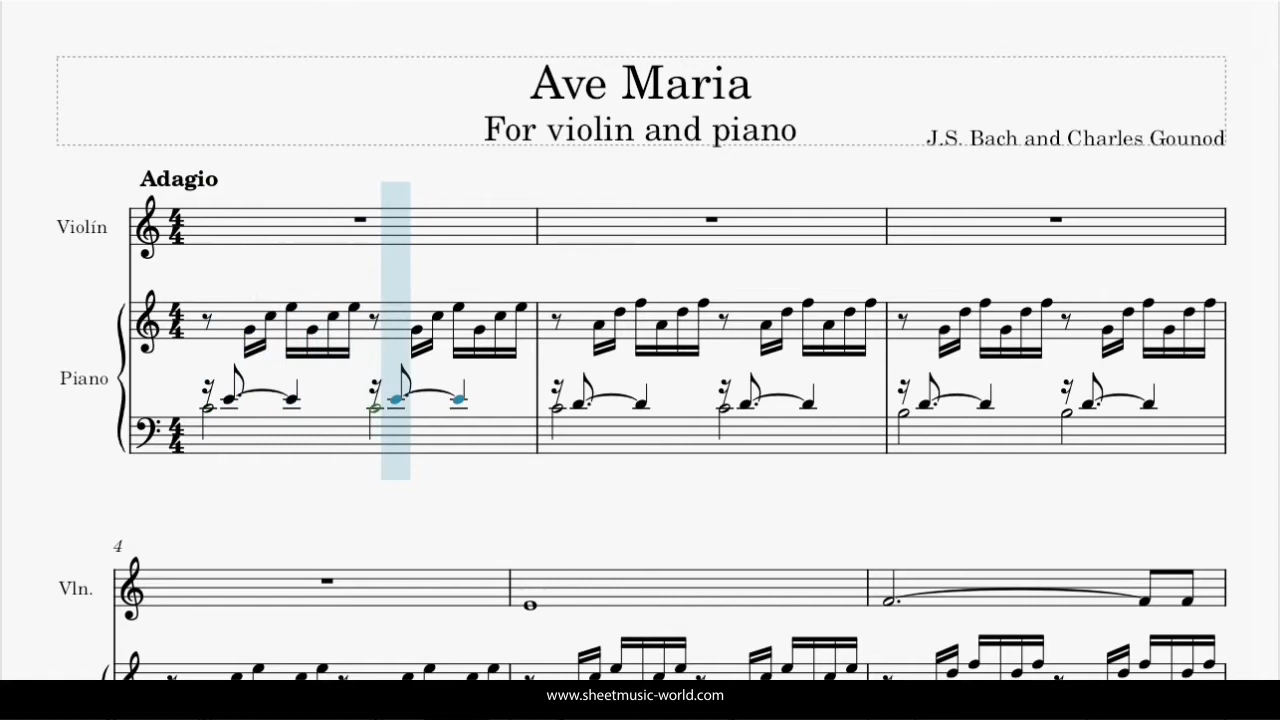 Ave Maria
For violin and piano
J.S. Bach and Charles Gounod
Adagio
Violín
Piano
4
Vln.
www.sheetmusic-world.com